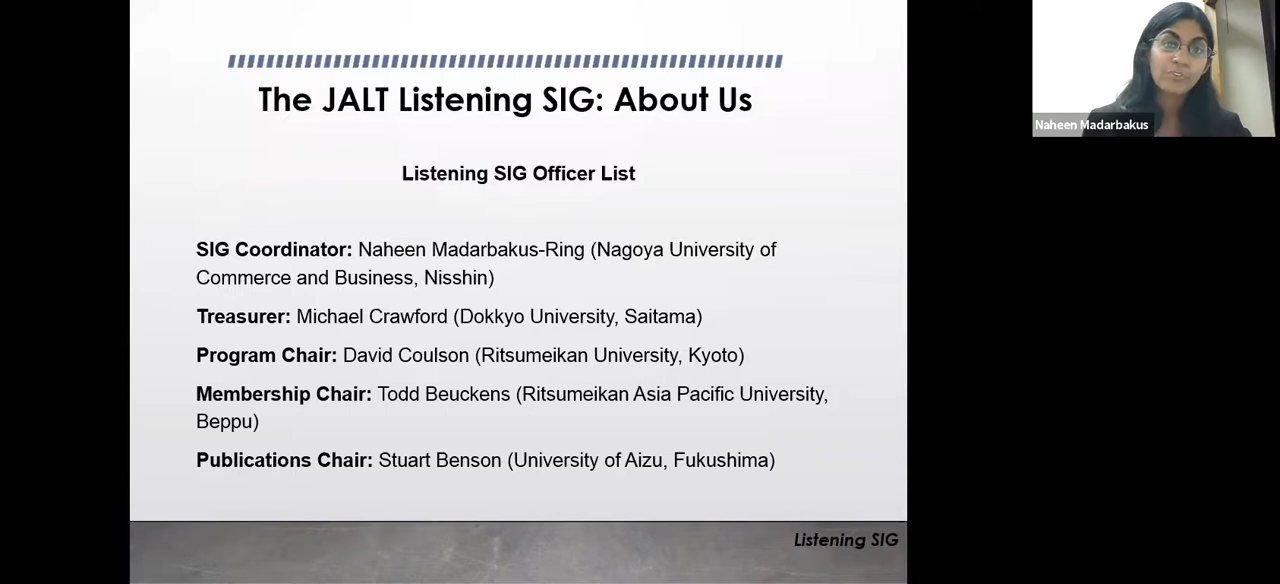 The JALT Listening SIG: About Us
Listening SIG Officer List
SIG Coordinator: Naheen Madarbakus-Ring (Nagoya University of
Commerce and Business, Nisshin)
Treasurer: Michael Crawford (Dokkyo University, Saitama)
Program Chair: David Coulson (Ritsumeikan University, Kyoto)
Membership Chair: Todd Beuckens (Ritsumeikan Asia Pacific University,
Beppu)
Publications Chair: Stuart Benson (University of Aizu, Fukushima)
Listening SIG
Naheen Madarbakus